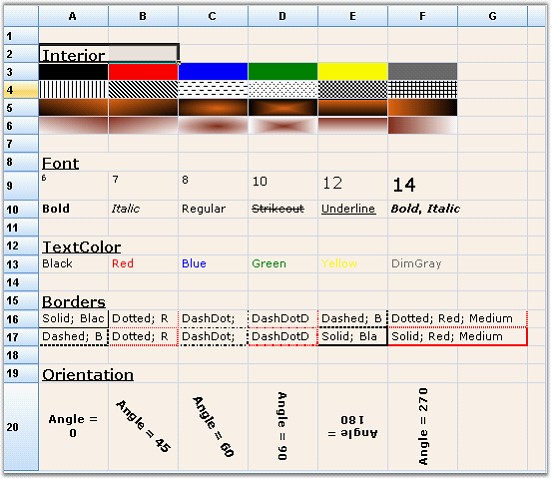 A B C D E F G
1
2 Interior
3
4
5
6
7
8 Font
9 6 7 8 10 12 14
10 Bold Italic Regular Strikeout Underline Bold, Italic
11
12 TextColor
13 Black Red Blue Green Yellow DimGray
14
15 Borders
16 Solid; Blac Dotted; R DashDot; DashDotD Dashed; B Dotted; Red; Medium
17 Dashed; B Dotted; R DashDot; DashDotD Solid; Bla Solid; Red; Medium
18
19 Orientation
20 Angle = 0 Angle = 45 Angle = 60 Angle = 90 Angle = 180 Angle = 270